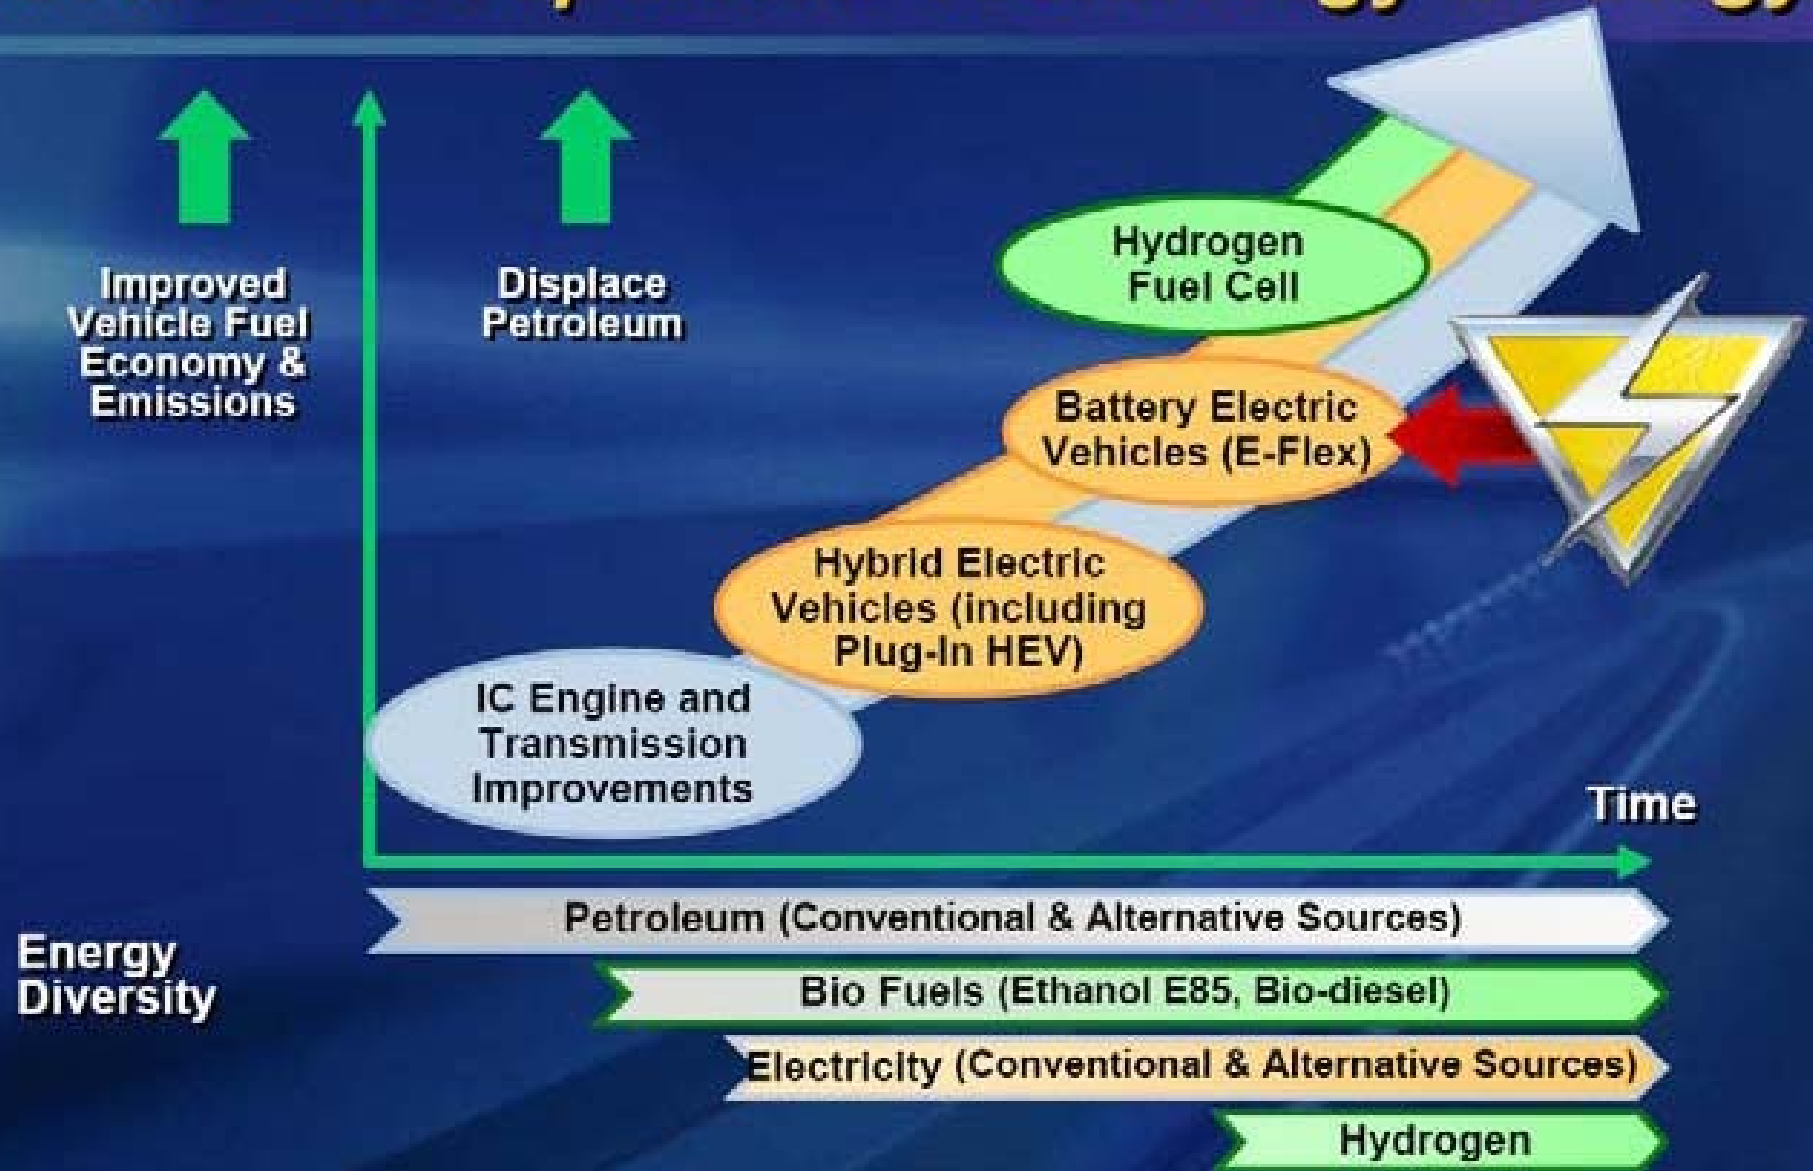 Improved
Vehicle Fuel
Economy &
Emissions
Displace
Petroleum
Hydrogen
Fuel Cell
Battery Electric
Vehicles (E-Flex)
Hybrid Electric
Vehicles (including
Plug-In HEV)
IC Engine and
Transmission
Improvements
Time
Energy
Diversity
Petroleum (Conventional & Alternative Sources)
Bio Fuels (Ethanol E85, Bio-diesel)
Electricity (Conventional & Alternative Sources)
Hydrogen